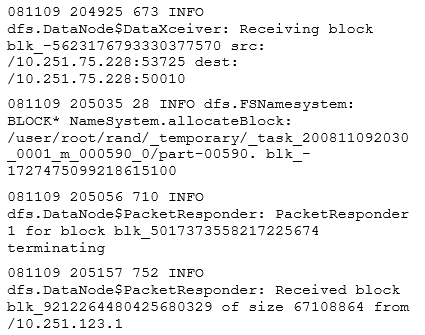 081109 204925 673 INFO
dfs.DataNode$DataXceiver: Receiving block
blk_-5623176793330377570 src:
/10.251.75.228:53725 dest:
/10.251.75.228:50010
081109 205035 28 INFO dfs.FSNamesystem:
BLOCK* NameSystem.allocateBlock:
/user/root/rand/_temporary/_task_200811092030
_0001_m_000590_0/part-00590. blk_-
1727475099218615100
081109 205056 710 INFO
dfs.DataNode$PacketResponder: PacketResponder
1 for block blk_5017373558217225674
terminating
081109 205157 752 INFO
dfs.DataNode$PacketResponder: Received block
blk_9212264480425680329 of size 67108864 from
/10.251.123.1